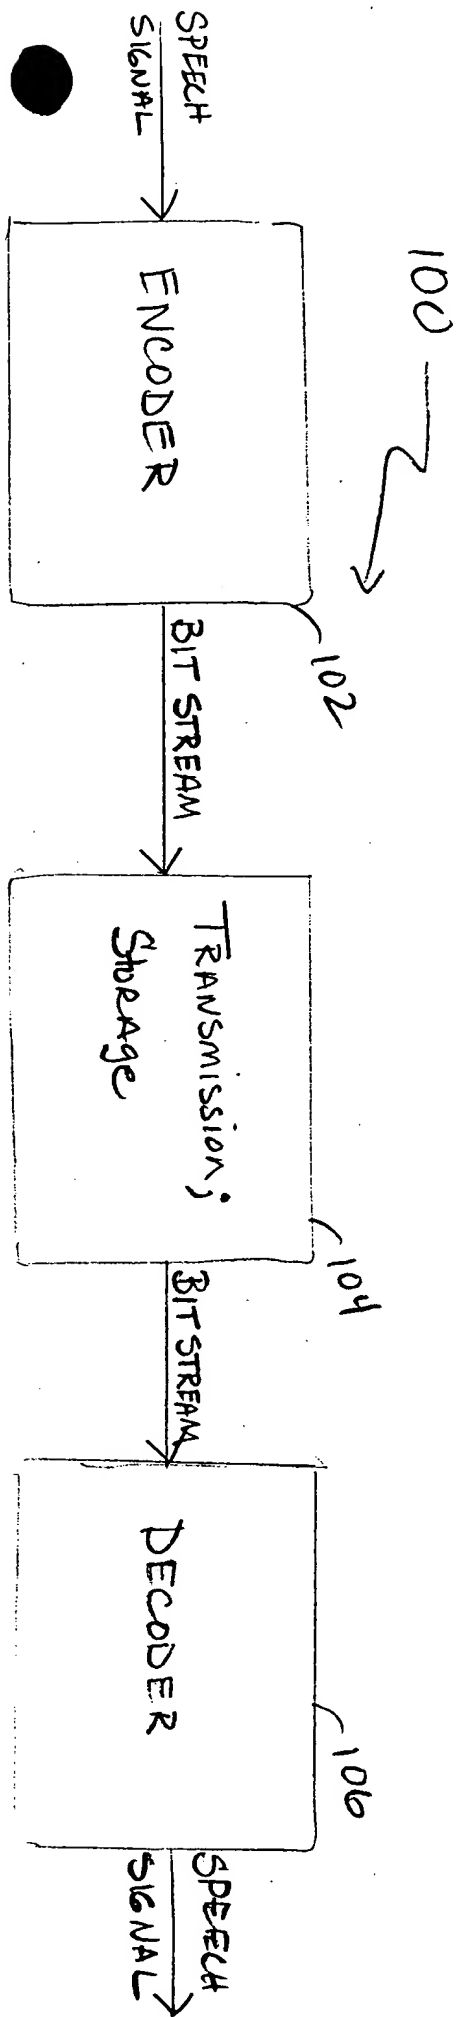 100
SPEECH
SIGNAL
ENCODER
102
BIT STREAM
TRANSMISSION;
STORAGE
104
BIT STREAM
DECODER
106
SPEECH
SIGNAL